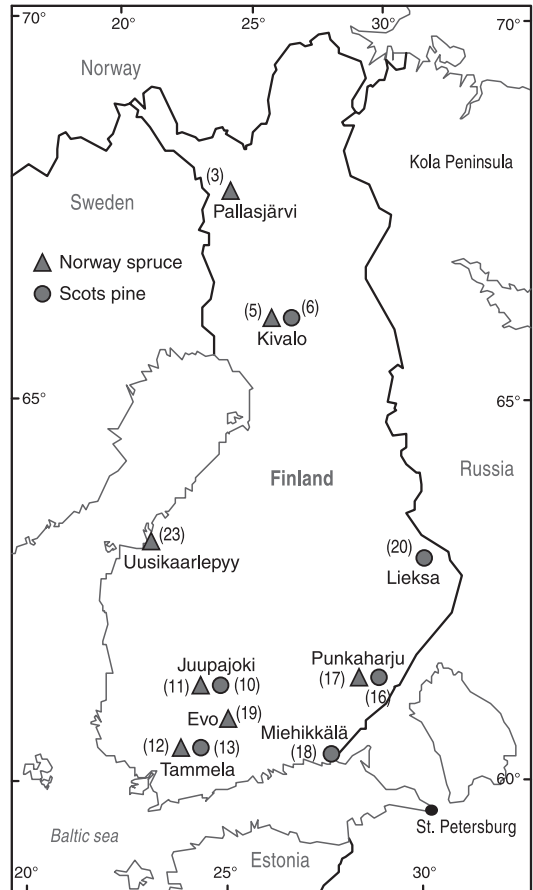 70° 20° 25° 30° 70°
Norway
Kola Peninsula
(3)
Pallasjärvi
Sweden
Norway spruce
Scots pine
(5) (6)
Kivalo
65° 65°
Finland
Russia
(23)
Uusikaarlepyy
(20)
Lieksa
Juupajoki
(11) (10)
Punkaharju
(17)
(16)
Evo (19)
Miehikkälä
(18)
(12) (13)
Tammela
60°
St. Petersburg
Baltic sea
Estonia
20° 25° 30°